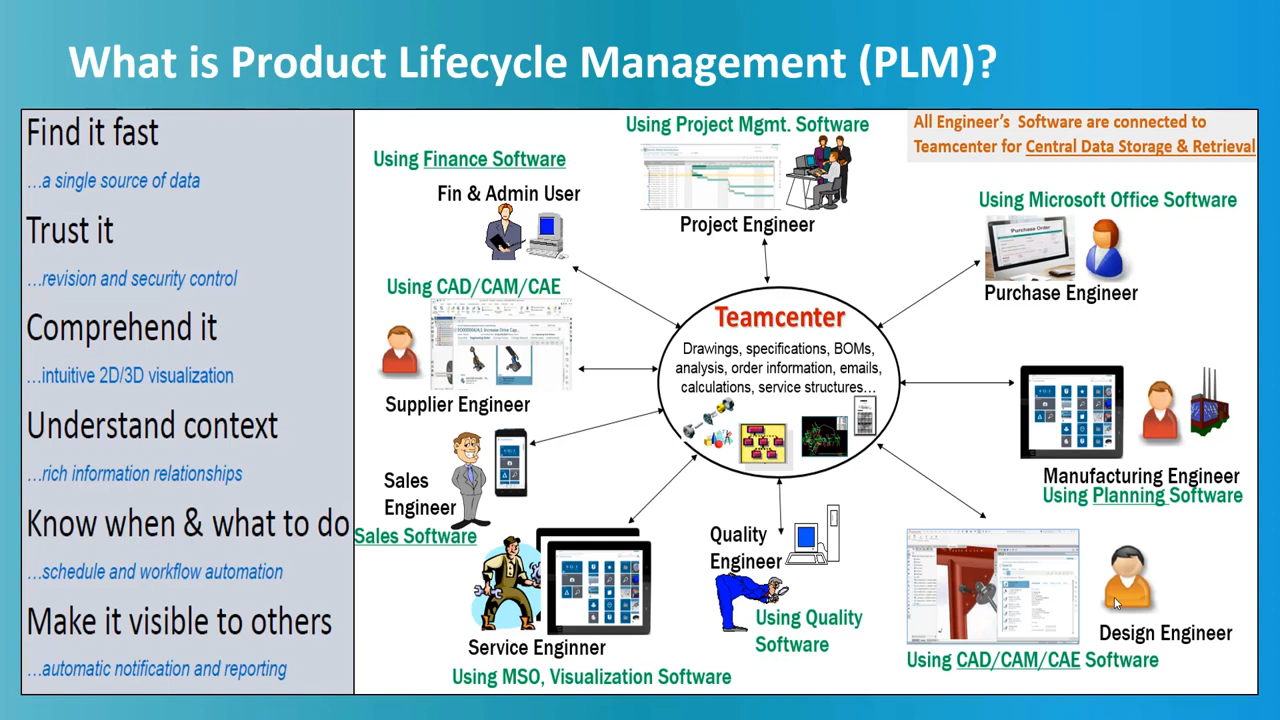 What is Product Lifecycle Management (PLM)?
Find it fast
...a single source of data
Trust it
...revision and security control
Comprehend it
...intuitive 2D/3D visualization
Understand context
...rich information relationships
Know when & what to do
...schedule and workflow automation
Make it visible to others
...automatic notification and reporting
Using Project Mgmt. Software
Project Engineer
All Engineer's Software are connected to
Teamcenter for Central Data Storage & Retrieval
Using Finance Software
Fin & Admin User
Using Microsoft Office Software
Purchase Order
Purchase Engineer
Using CAD/CAM/CAE
Supplier Engineer
Teamcenter
Drawings, specifications, BOMs,
analysis, order information, emails,
calculations, service structures...
Manufacturing Engineer
Using Planning Software
Sales
Engineer
Sales Software
Service Enginner
Using MSO, Visualization Software
Quality
Engineer
Using Quality
Software
Design Engineer
Using CAD/CAM/CAE Software